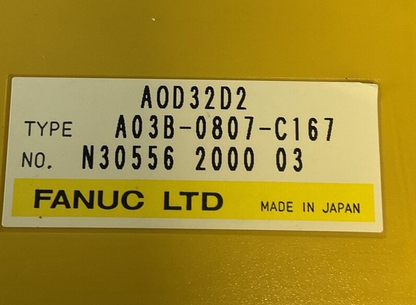 AOD32D2
TYPE A03B-0807-C167
NO. N30556 2000 03
FANUC LTD MADE IN JAPAN